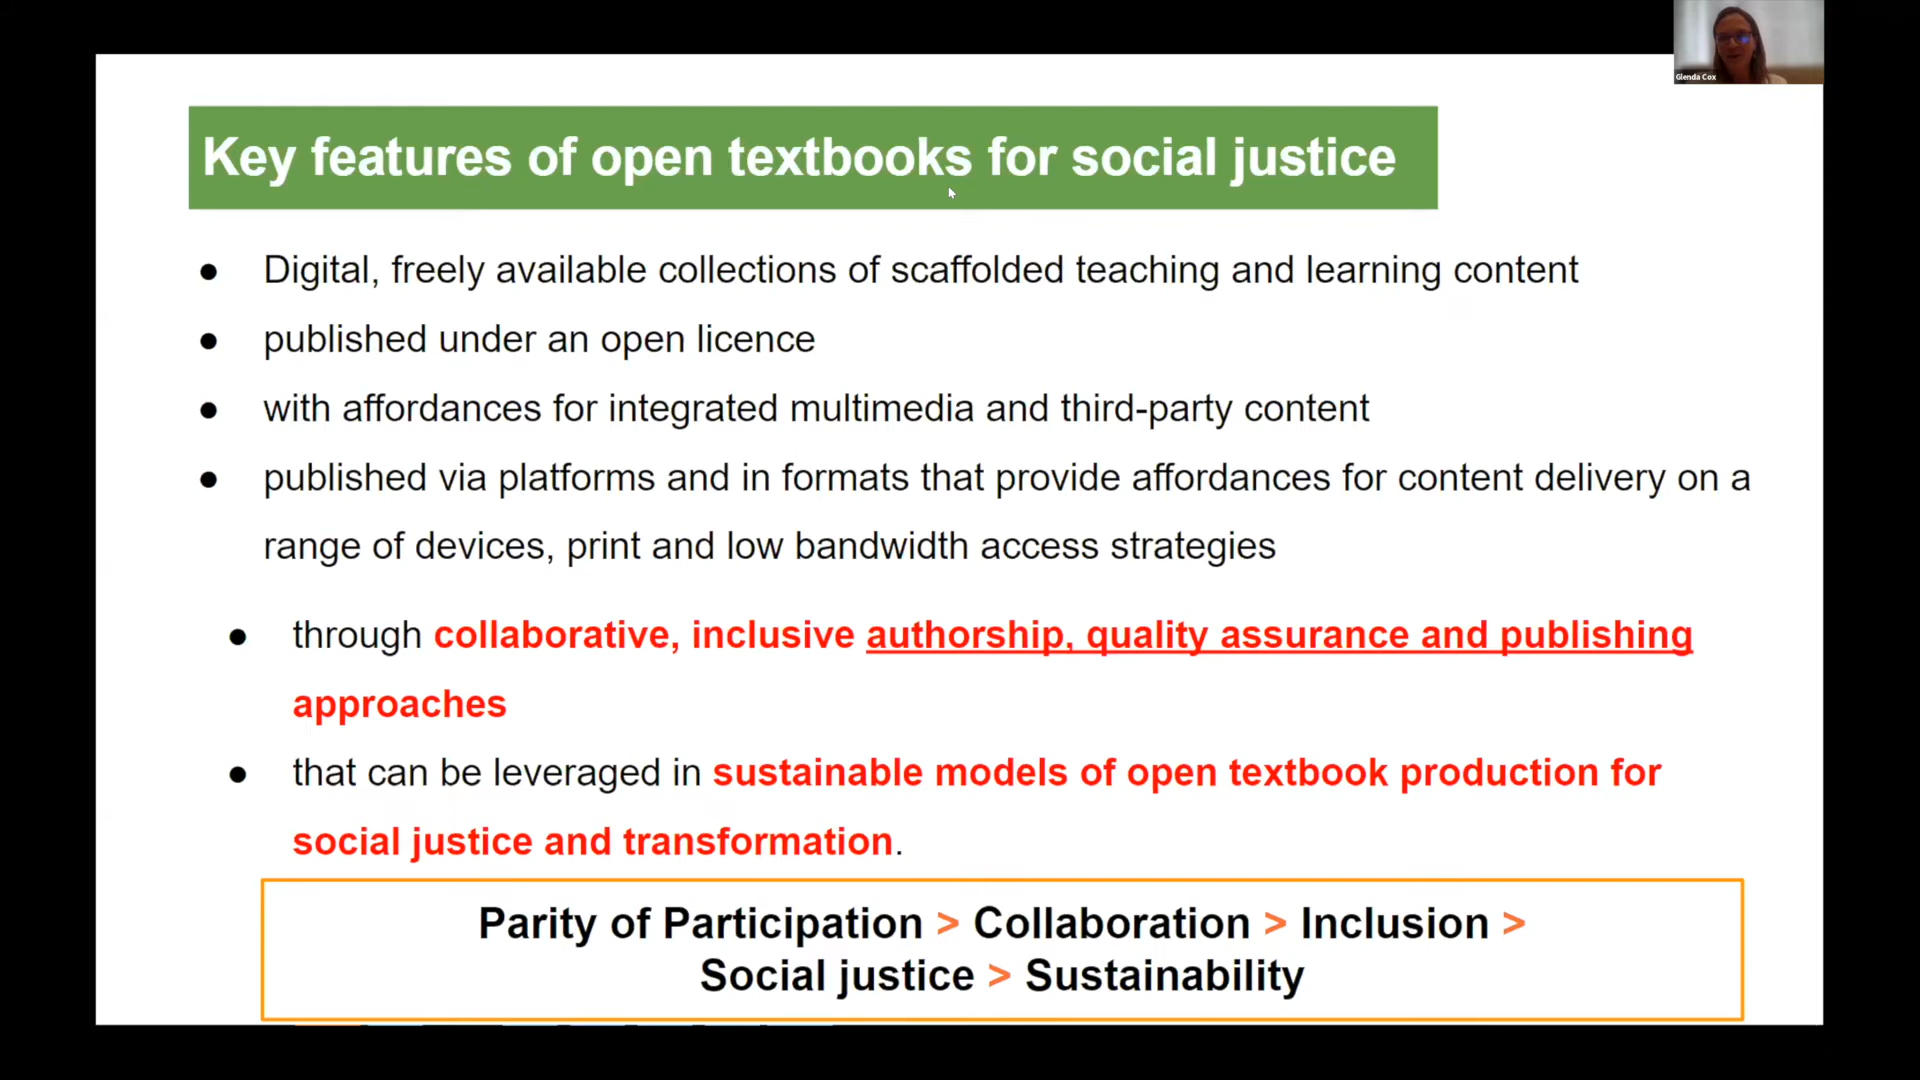 Glenda Cox
Key features of open textbooks for social justice
● Digital, freely available collections of scaffolded teaching and learning content
● published under an open licence
● with affordances for integrated multimedia and third-party content
● published via platforms and in formats that provide affordances for content delivery on a
range of devices, print and low bandwidth access strategies
● through collaborative, inclusive authorship, quality assurance and publishing
approaches
● that can be leveraged in sustainable models of open textbook production for
social justice and transformation.
Parity of Participation > Collaboration > Inclusion >
Social justice > Sustainability